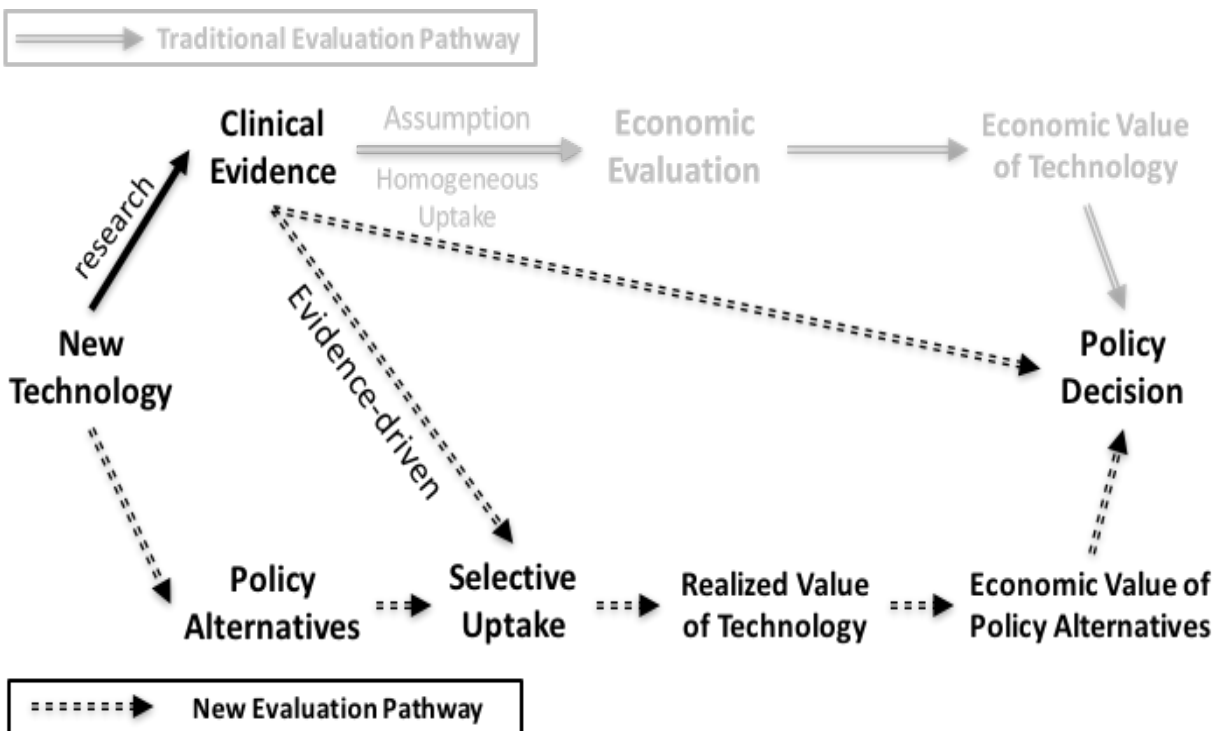 Traditional Evaluation Pathway
Clinical
Evidence
Assumption
Homogeneous
Uptake
Economic
Evaluation
Economic Value
of Technology
research
New
Technology
Evidence-driven
Policy
Decision
Policy
Alternatives
Selective
Uptake
Realized Value
of Technology
Economic Value of
Policy Alternatives
New Evaluation Pathway